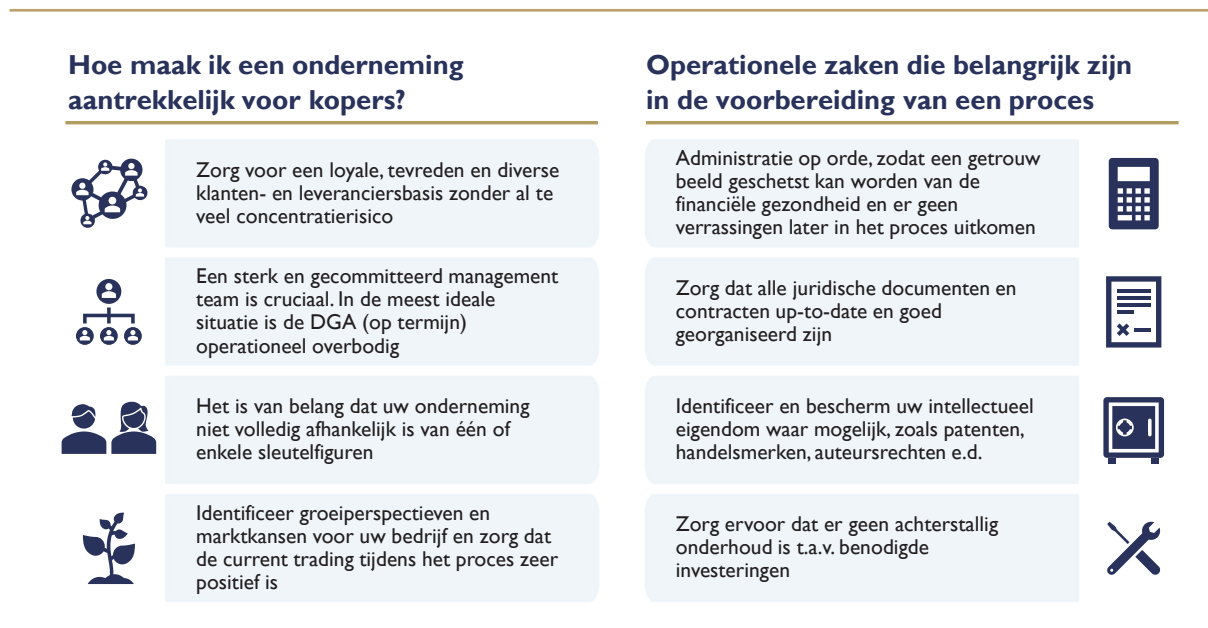 Hoe maak ik een onderneming
aantrekkelijk voor kopers?
Zorg voor een loyale, tevreden en diverse
klanten- en leveranciersbasis zonder al te
veel concentratierisico
Een sterk en gecommitteerd management
team is cruciaal. In de meest ideale
situatie is de DGA (op termijn)
operationeel overbodig
Het is van belang dat uw onderneming
niet volledig afhankelijk is van één of
enkele sleutelfiguren
Identificeer groeiperspectieven en
marktkansen voor uw bedrijf en zorg dat
de current trading tijdens het proces zeer
positief is
Operationele zaken die belangrijk zijn
in de voorbereiding van een proces
Administratie op orde, zodat een getrouw
beeld geschetst kan worden van de
financiële gezondheid en er geen
verrassingen later in het proces uitkomen
Zorg dat alle juridische documenten en
contracten up-to-date en goed
georganiseerd zijn
Identificeer en bescherm uw intellectueel
eigendom waar mogelijk, zoals patenten,
handelsmerken, auteursrechten e.d.
Zorg ervoor dat er geen achterstallig
onderhoud is t.a.v. benodigde
investeringen